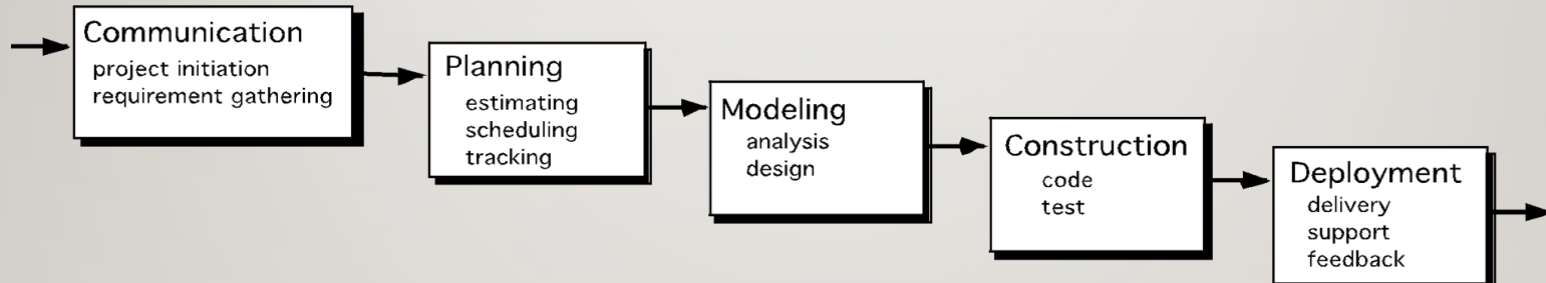 Communication
project initiation
requirement gathering
Planning
estimating
scheduling
tracking
Modeling
analysis
design
Construction
code
test
Deployment
delivery
support
feedback